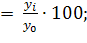 = y_i / y_0 · 100;